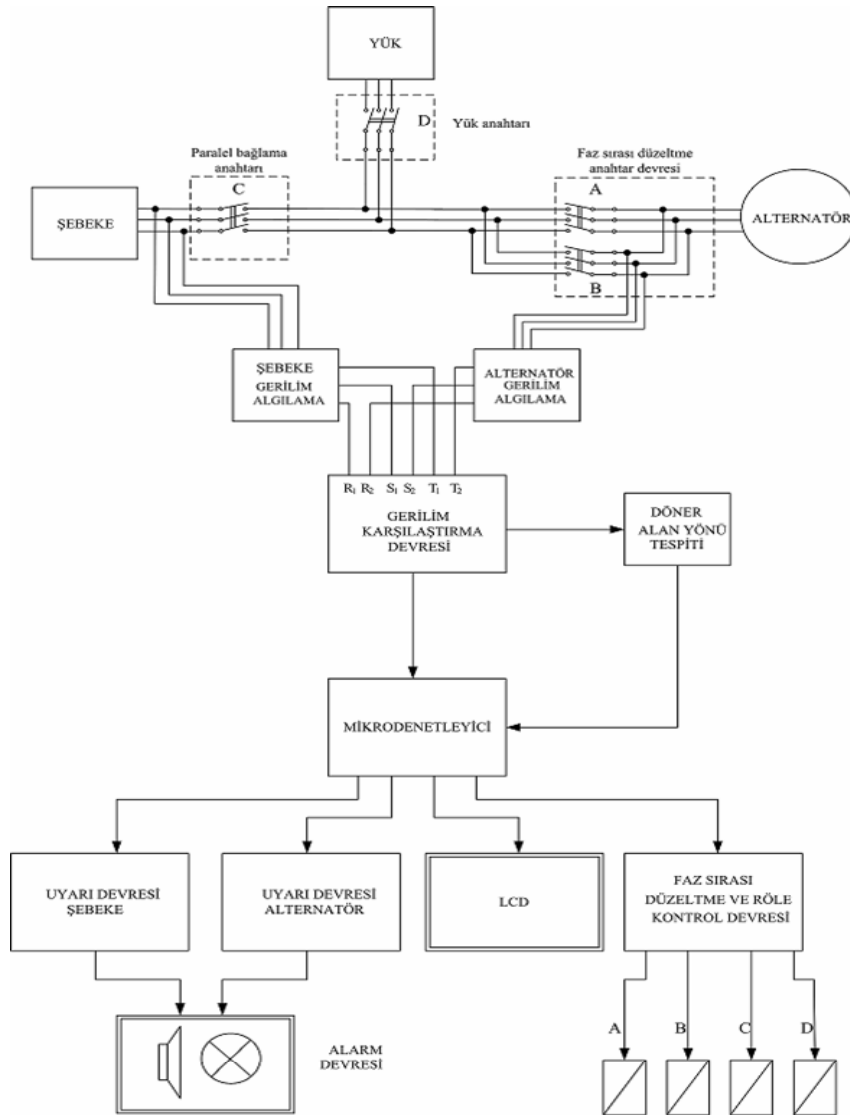 YÜK
D
Yük anahtarı
Paralel bağlama
anahtarı
C
Faz sırası düzeltme
anahtar devresi
A
ŞEBEKE
ALTERNATÖR
B
ŞEBEKE
GERİLİM
ALGILAMA
ALTERNATÖR
GERİLİM
ALGILAMA
R1 R2 S1 S2 T1 T2
GERİLİM
KARŞILAŞTIRMA
DEVRESİ
DÖNER
ALAN YÖNÜ
TESPİTİ
MİKRODENETLEYİCİ
UYARI DEVRESİ
ŞEBEKE
UYARI DEVRESİ
ALTERNATÖR
LCD
FAZ SIRASI
DÜZELTME VE RÖLE
KONTROL DEVRESİ
A B C D
ALARM
DEVRESİ